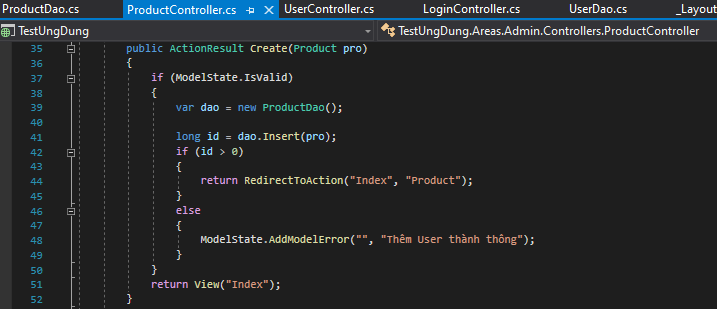 ProductDao.cs ProductController.cs UserController.cs LoginController.cs UserDao.cs _Layout
TestUngDung TestUngDung.Areas.Admin.Controllers.ProductController
35 public ActionResult Create(Product pro)
36 {
37 if (ModelState.IsValid)
38 {
39 var dao = new ProductDao();
40
41 long id = dao.Insert(pro);
42 if (id > 0)
43 {
44 return RedirectToAction("Index", "Product");
45 }
46 else
47 {
48 ModelState.AddModelError("", "Thêm User thành thông");
49 }
50 }
51 return View("Index");
52 }